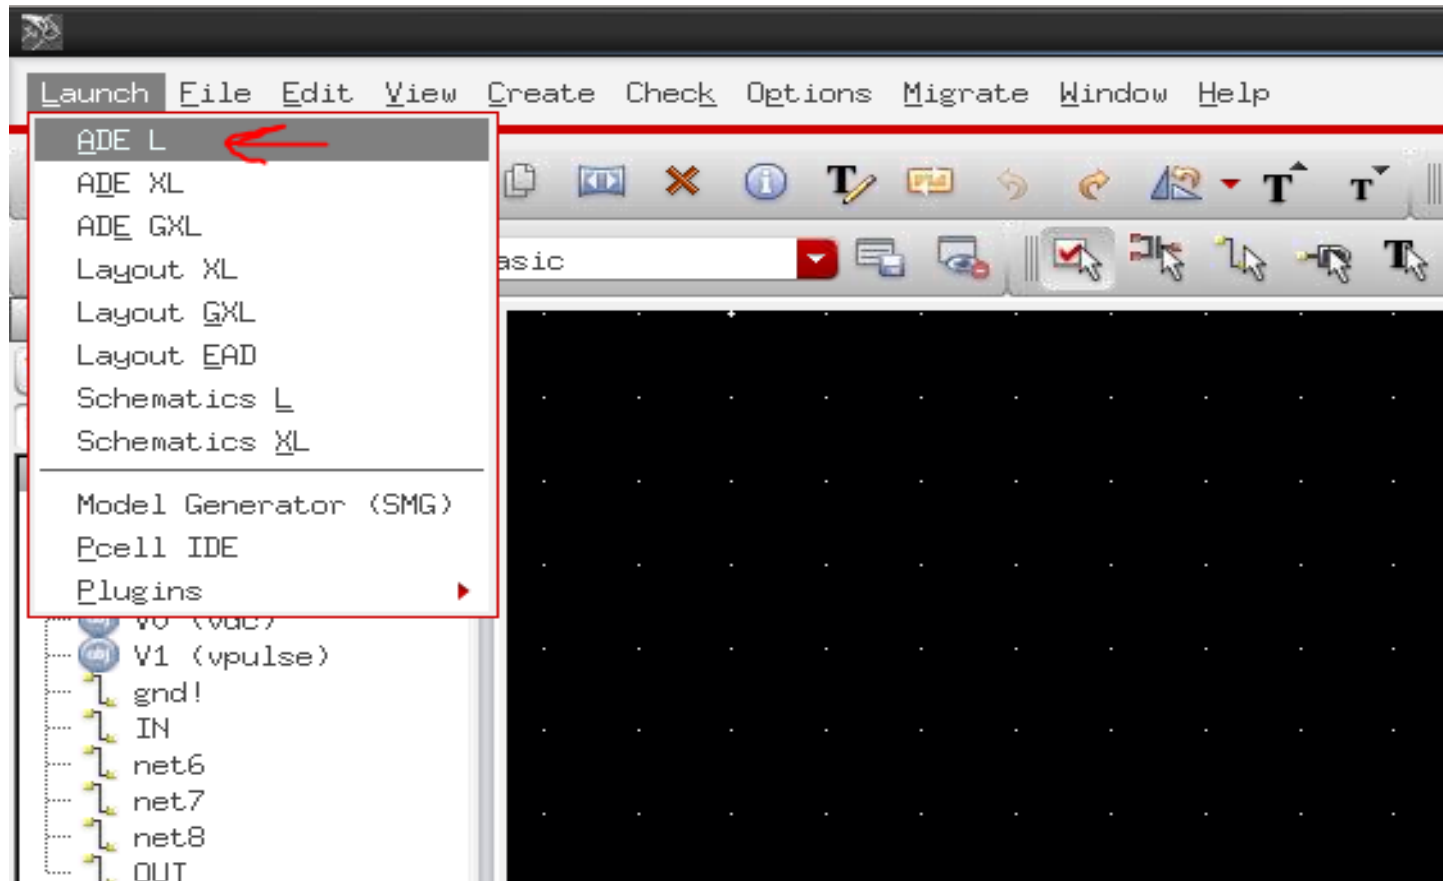 Launch File Edit View Create Check Options Migrate Window Help
ADE L
ADE XL
ADE GXL
Layout XL
Layout GXL
Layout EAD
Schematics L
Schematics XL
Model Generator (SMG)
Pcell IDE
Plugins
asic
V0 (vdc)
V1 (vpulse)
gnd!
IN
net6
net7
net8
OUT